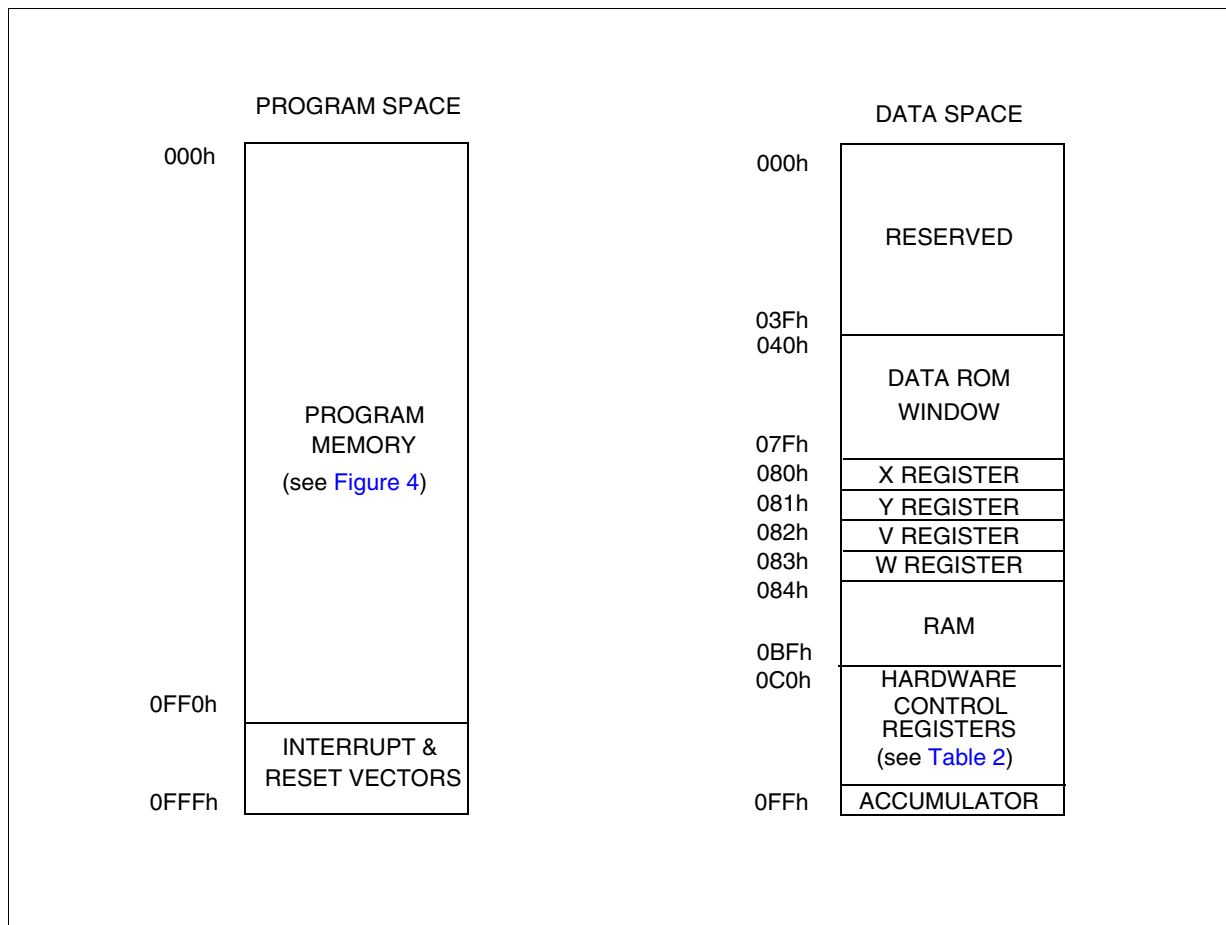 PROGRAM SPACE
000h
PROGRAM
MEMORY
(see Figure 4)
0FF0h
INTERRUPT &
RESET VECTORS
0FFFh
DATA SPACE
000h
RESERVED
03Fh
040h
DATA ROM
WINDOW
07Fh
080h X REGISTER
081h Y REGISTER
082h V REGISTER
083h W REGISTER
084h
RAM
0BFh
0C0h HARDWARE
CONTROL
REGISTERS
(see Table 2)
0FFh ACCUMULATOR